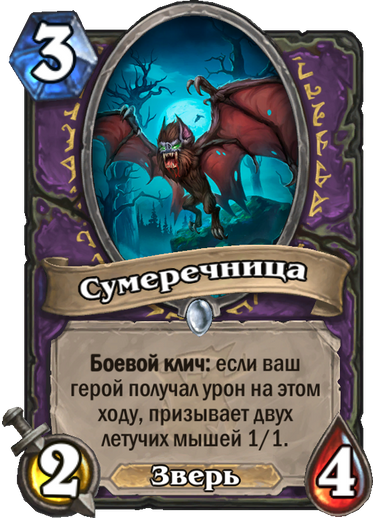 3
Сумеречница
Боевой клич: если ваш
герой получал урон на этом
ходу, призывает двух
летучих мышей 1/1.
2
Зверь
4